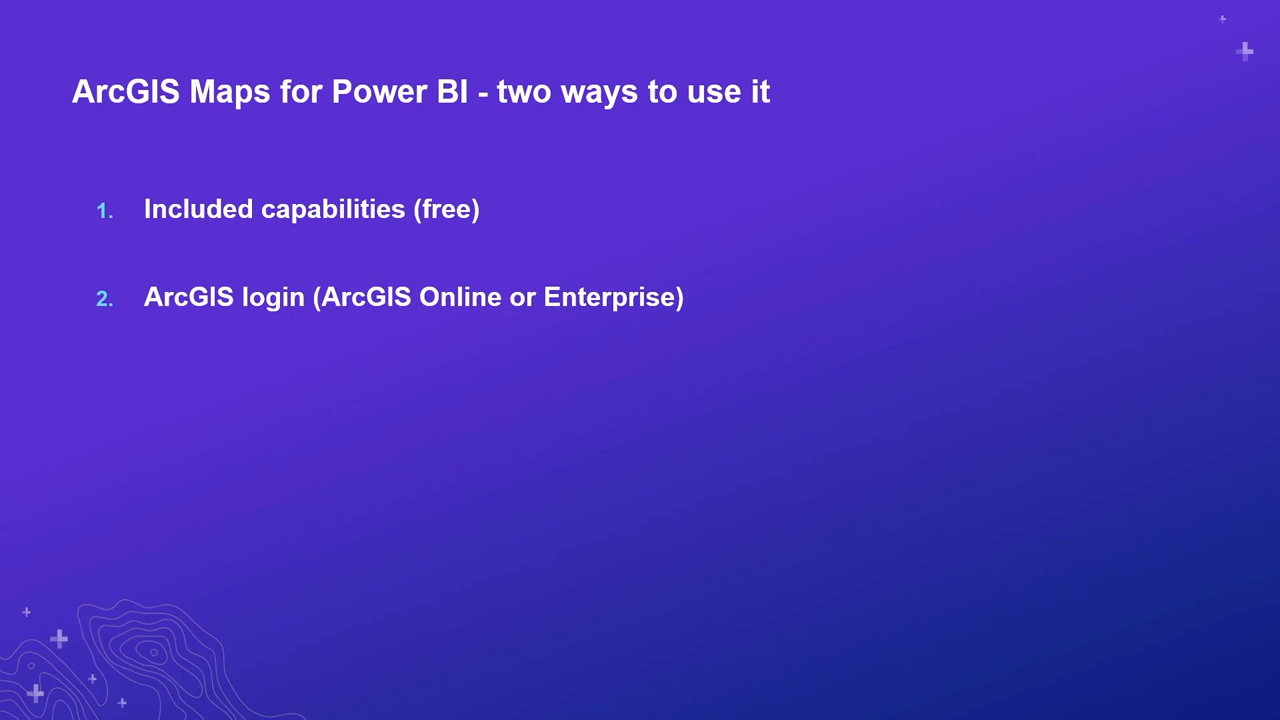 ArcGIS Maps for Power BI - two ways to use it
1. Included capabilities (free)
2. ArcGIS login (ArcGIS Online or Enterprise)